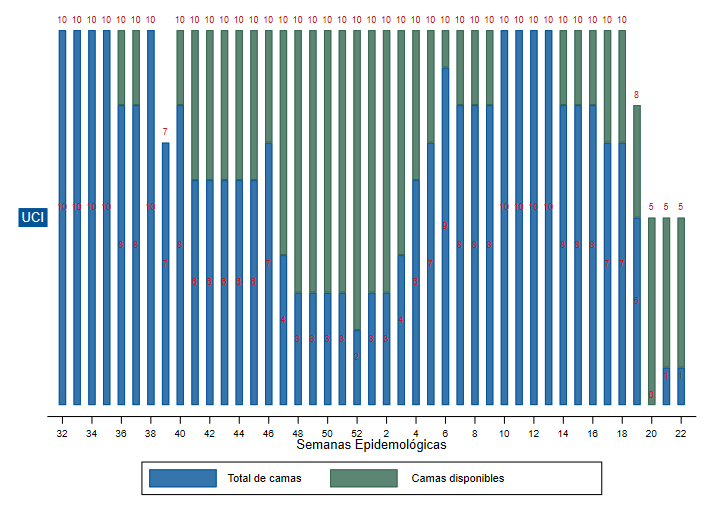 10 10 10 10 10 10 10 10 10 10 10 10 10 10 10 10 10 10 10 10 10 10 10 10 10 10 10 10 10 10 10 10 10 10 10 10 10 10
8
7
10 10 10 10 10 10 10 10 10 5 5 5
UCI
9
8 8 8 8 8 8 8 8 8
7 7 7 7 7
6 6 6 6 6 6
5
4 4
3 3 3 3 3 3
2
1 1
0
32 34 36 38 40 42 44 46 48 50 52 2 4 6 8 10 12 14 16 18 20 22
Semanas Epidemológicas
Total de camas Camas disponibles